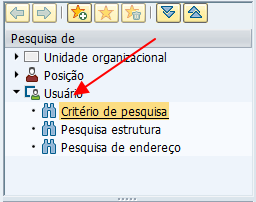 Pesquisa de
Unidade organizacional
Posição
Usuário
Critério de pesquisa
Pesquisa estrutura
Pesquisa de endereço